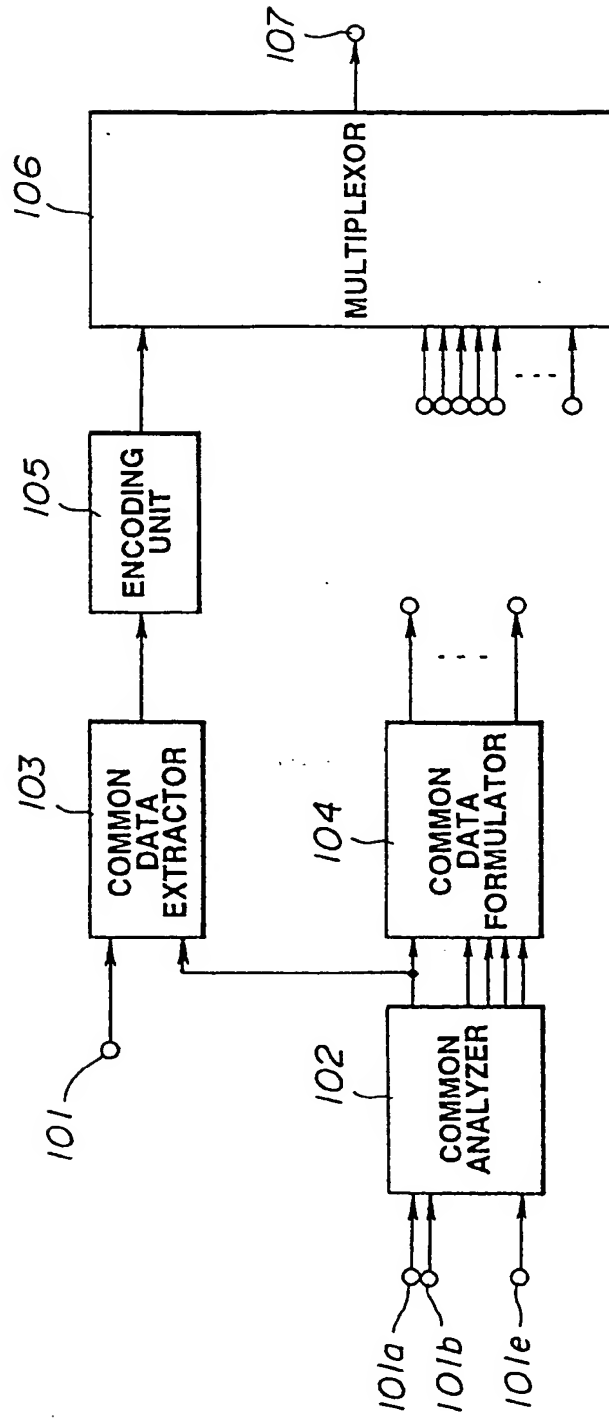 101
103
COMMON
DATA
EXTRACTOR
105
ENCODING
UNIT
106
MULTIPLEXOR
107
101a
101b
101e
102
COMMON
ANALYZER
104
COMMON
DATA
FORMULATOR